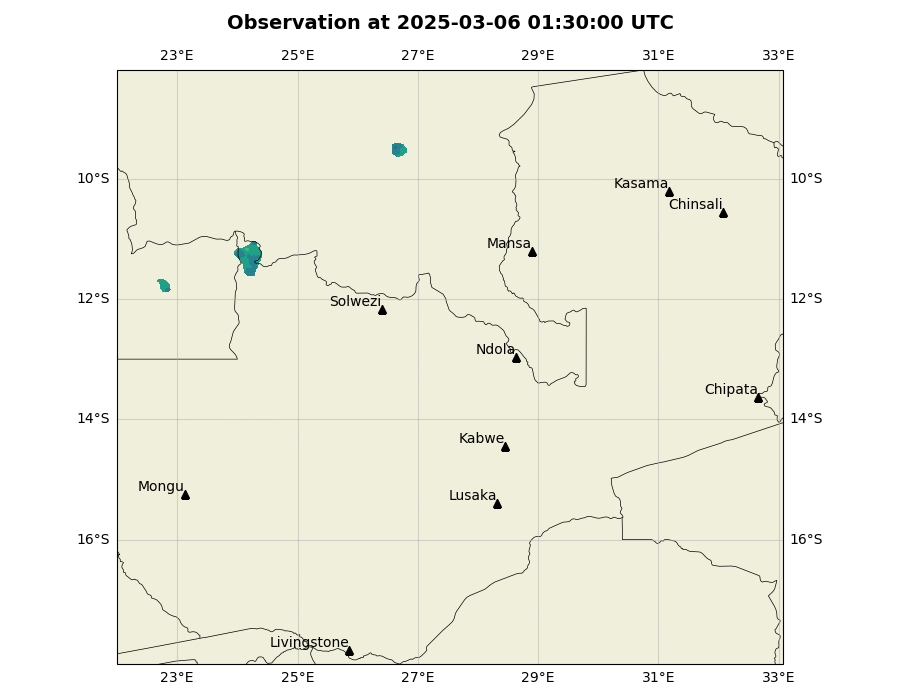 Observation at 2025-03-06 01:30:00 UTC
23°E 25°E 27°E 29°E 31°E 33°E
10°S 10°S
Kasama
Chinsali
Mansa
12°S 12°S
Solwezi
Ndola
Chipata
14°S 14°S
Kabwe
Mongu
Lusaka
16°S 16°S
Livingstone
23°E 25°E 27°E 29°E 31°E 33°E